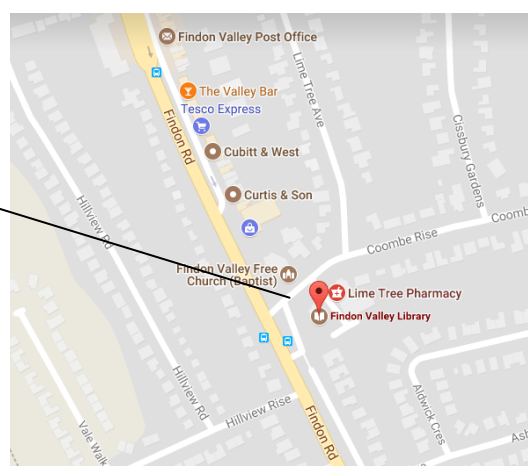 Findon Valley Post Office
The Valley Bar
Tesco Express
Lime Tree Ave
Findon Rd
Cubitt & West
Cissbury Gardens
Curtis & Son
Hillview Rd
Coombe Rise
Coomb
Findon Valley Free
Church (Baptist)
Lime Tree Pharmacy
Findon Valley Library
Hillview Rd
Hillview Rise
Findon Rd
Aldwick Cres
Vale Walk
Ash